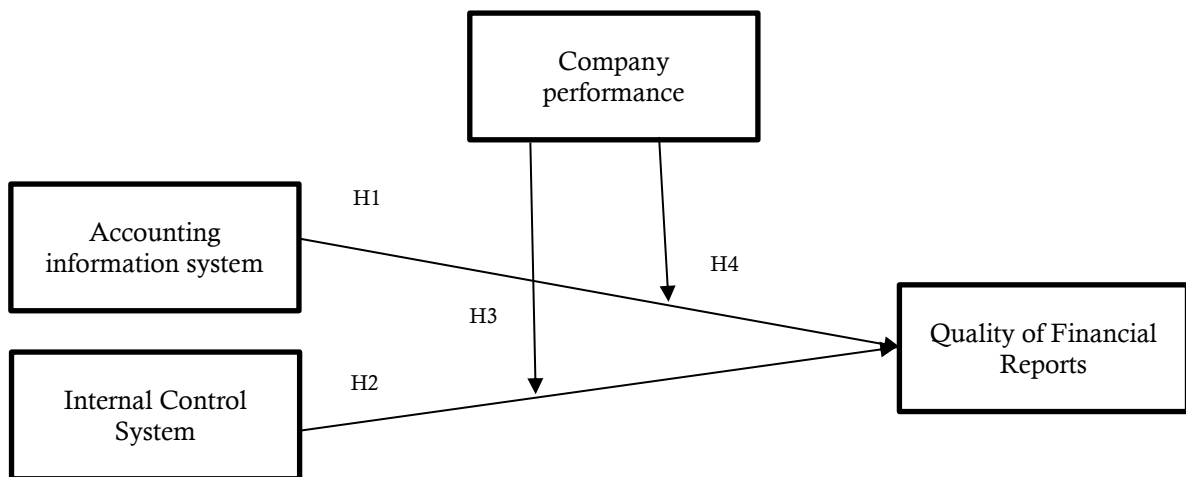 Company
performance
H1
Accounting
information system
H4
H3
Quality of Financial
Reports
H2
Internal Control
System